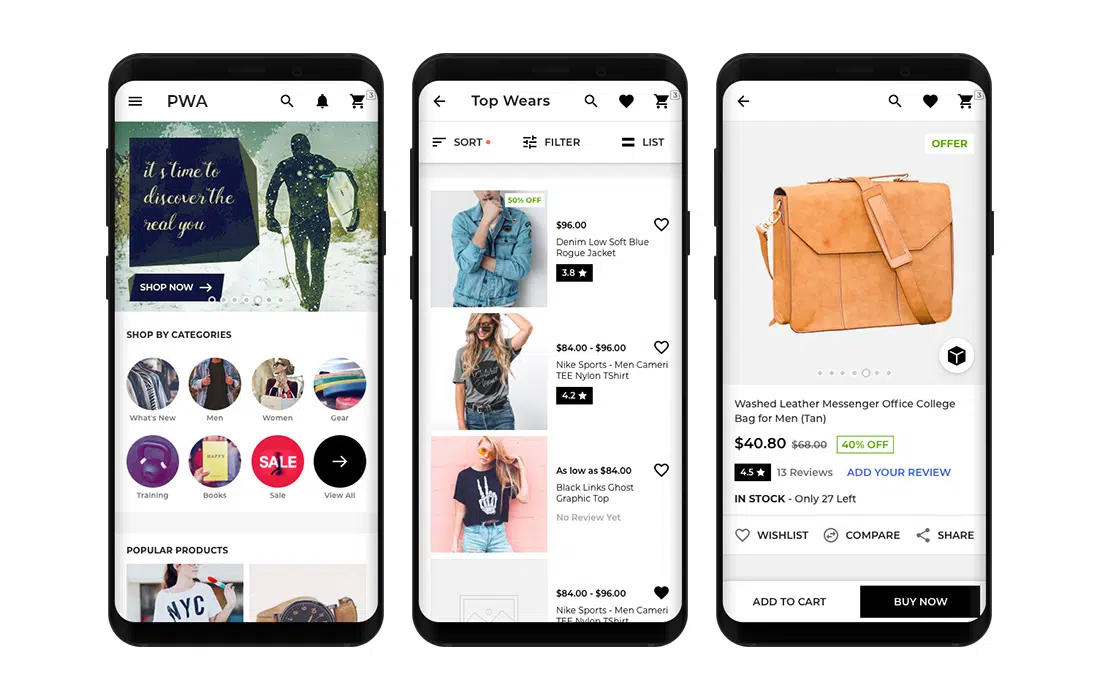 PWA
3
it's time to
discover the
real you
SHOP NOW
SHOP BY CATEGORIES
What's New
Men
Women
Gear
HAPPY
SALE
Training
Books
Sale
View All
POPULAR PRODUCTS
NYC
Top Wears
3
SORT
FILTER
LIST
50% OFF
$96.00
Denim Low Soft Blue
Rogue Jacket
3.8
$84.00 - $96.00
Nike Sports - Men Cameri
TEE Nylon TShirt
4.2
As low as $84.00
Black Links Ghost
Graphic Top
No Review Yet
$84.00 - $96.00
Nike Sports - Men Cameri
TEE Nylon TShirt
3
OFFER
Washed Leather Messenger Office College
Bag for Men (Tan)
$40.80 $68.00 40% OFF
4.5 13 Reviews ADD YOUR REVIEW
IN STOCK - Only 27 Left
WISHLIST
COMPARE
SHARE
ADD TO CART
BUY NOW